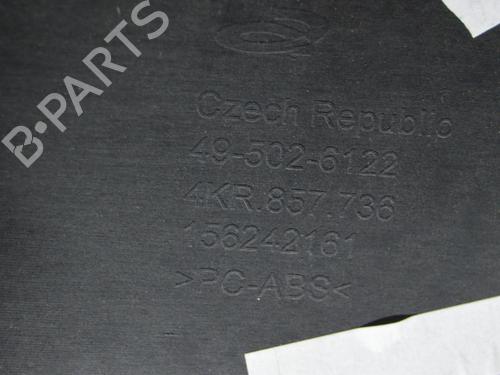 B-PARTS
Czech Republic
49-502-6122
4KR.857.736
156242161
>PC-ABS<